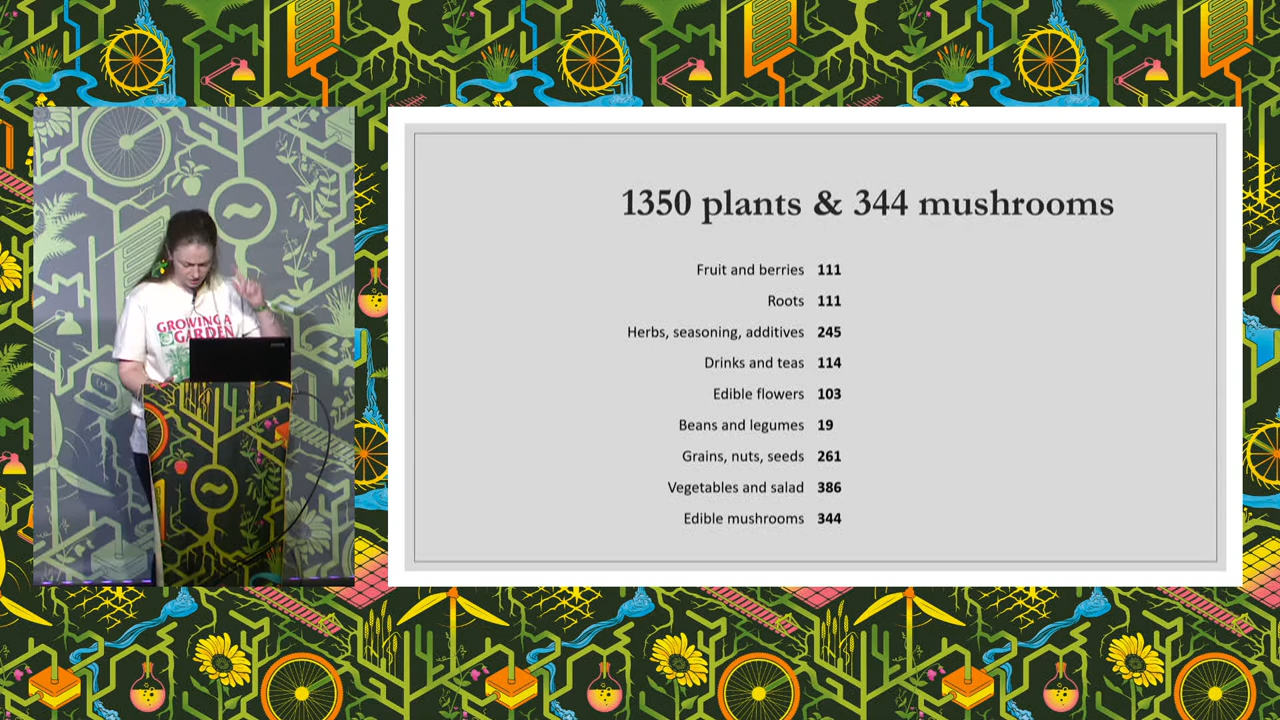 1350 plants & 344 mushrooms
Fruit and berries 111
Roots 111
Herbs, seasoning, additives 245
Drinks and teas 114
Edible flowers 103
Beans and legumes 19
Grains, nuts, seeds 261
Vegetables and salad 386
Edible mushrooms 344
GROWING A
GARDEN